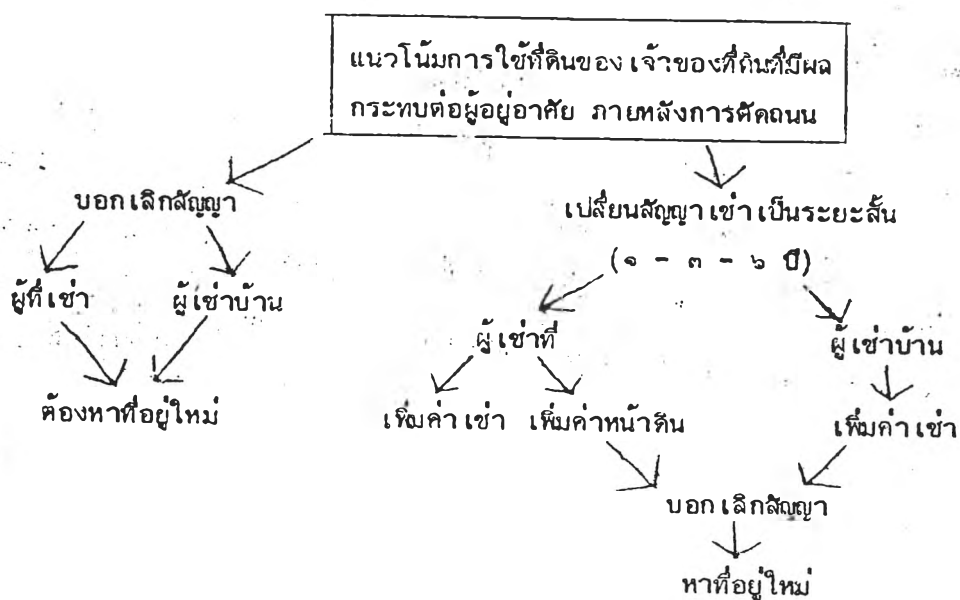 แนวโน้มการใช้ที่ดินของเจ้าของที่ดินที่มีผล
กระทบต่อผู้อยู่อาศัย ภายหลังการตัดถนน
บอกเลิกสัญญา
เปลี่ยนสัญญาเช่าเป็นระยะสั้น
(๑ - ๓ - ๖ ปี)
ผู้ที่เช่า
ผู้เช่าบ้าน
ผู้เช่าที่
ผู้เช่าบ้าน
ต้องหาที่อยู่ใหม่
เพิ่มค่าเช่า
เพิ่มค่าหน้าดิน
เพิ่มค่าเช่า
บอกเลิกสัญญา
หาที่อยู่ใหม่